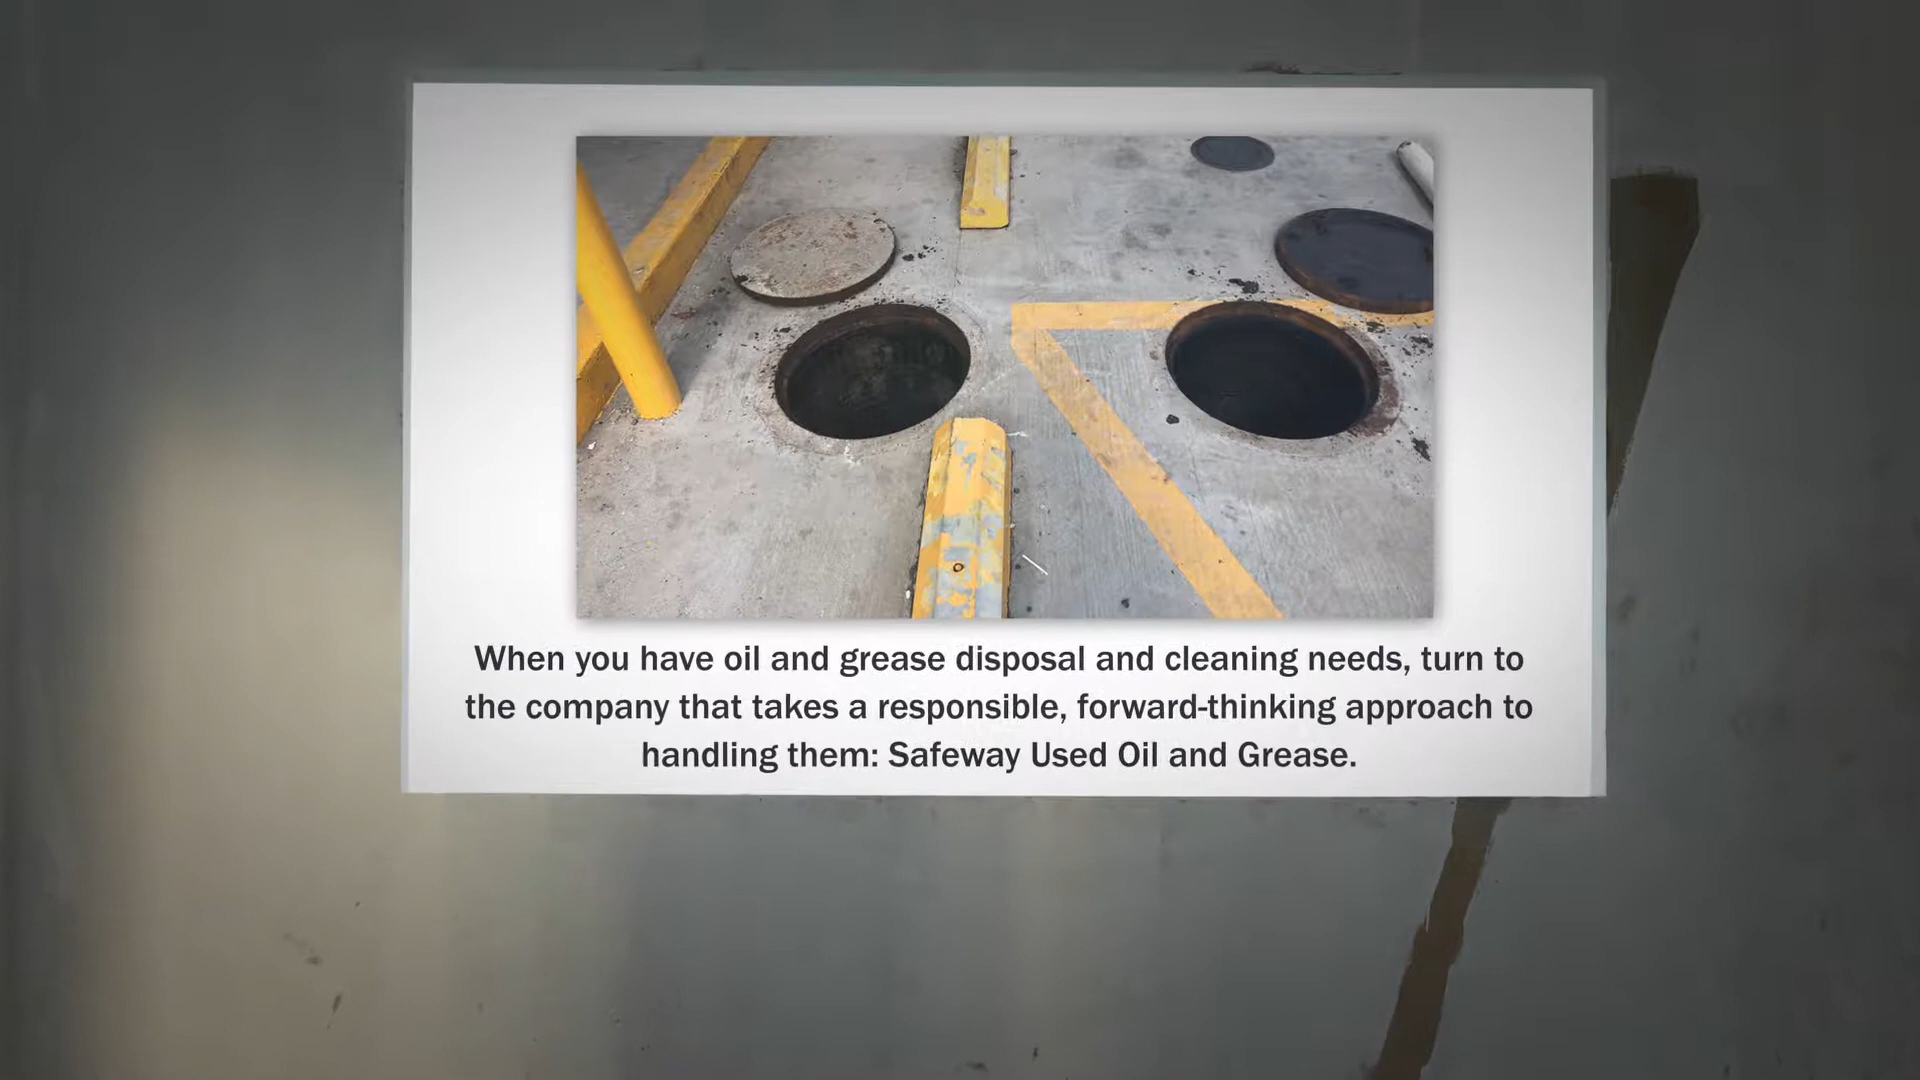 When you have oil and grease disposal and cleaning needs, turn to
the company that takes a responsible, forward-thinking approach to
handling them: Safeway Used Oil and Grease.